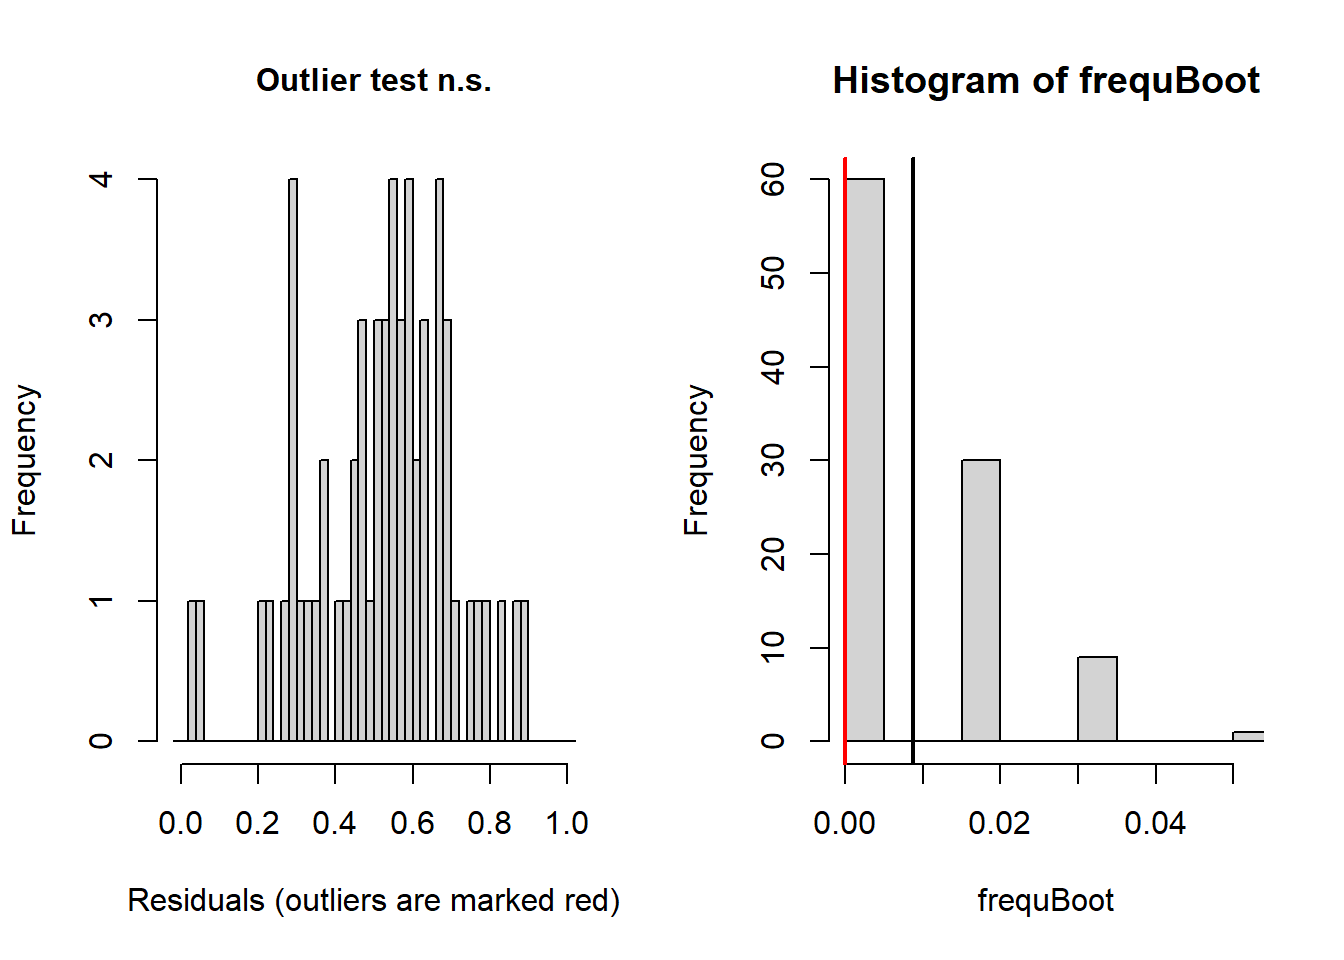 Outlier test n.s.
Frequency
0
1
2
3
4
0.0 0.2 0.4 0.6 0.8 1.0
Residuals (outliers are marked red)
Histogram of frequBoot
Frequency
0
10
20
30
40
50
60
0.00 0.02 0.04
frequBoot